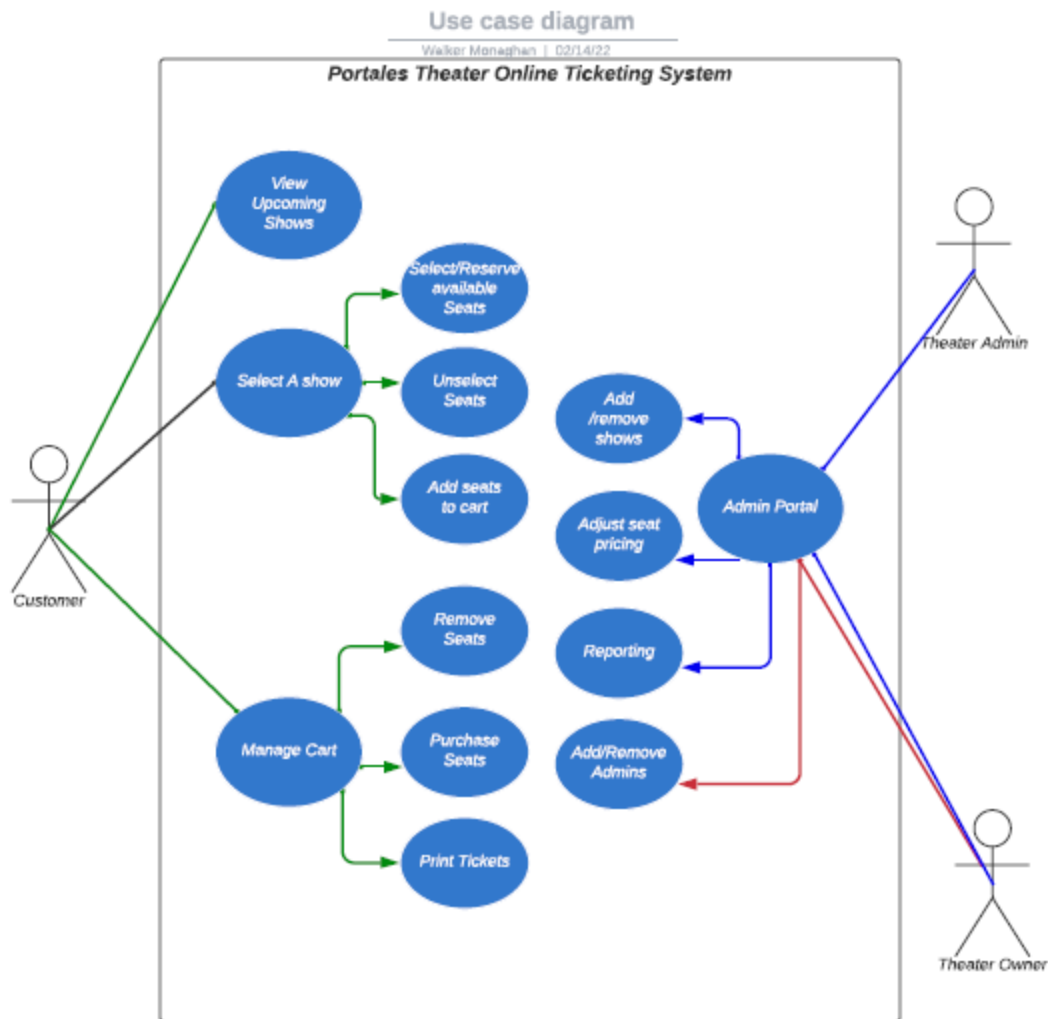 Use case diagram
Walker Monaghan | 02/14/22
Portales Theater Online Ticketing System
View
Upcoming
Shows
Select/Reserve
available
Seats
Select A show
Unselect
Seats
Add seats
to cart
Customer
Remove
Seats
Manage Cart
Purchase
Seats
Print Tickets
Add
/remove
shows
Admin Portal
Adjust seat
pricing
Reporting
Add/Remove
Admins
Theater Admin
Theater Owner